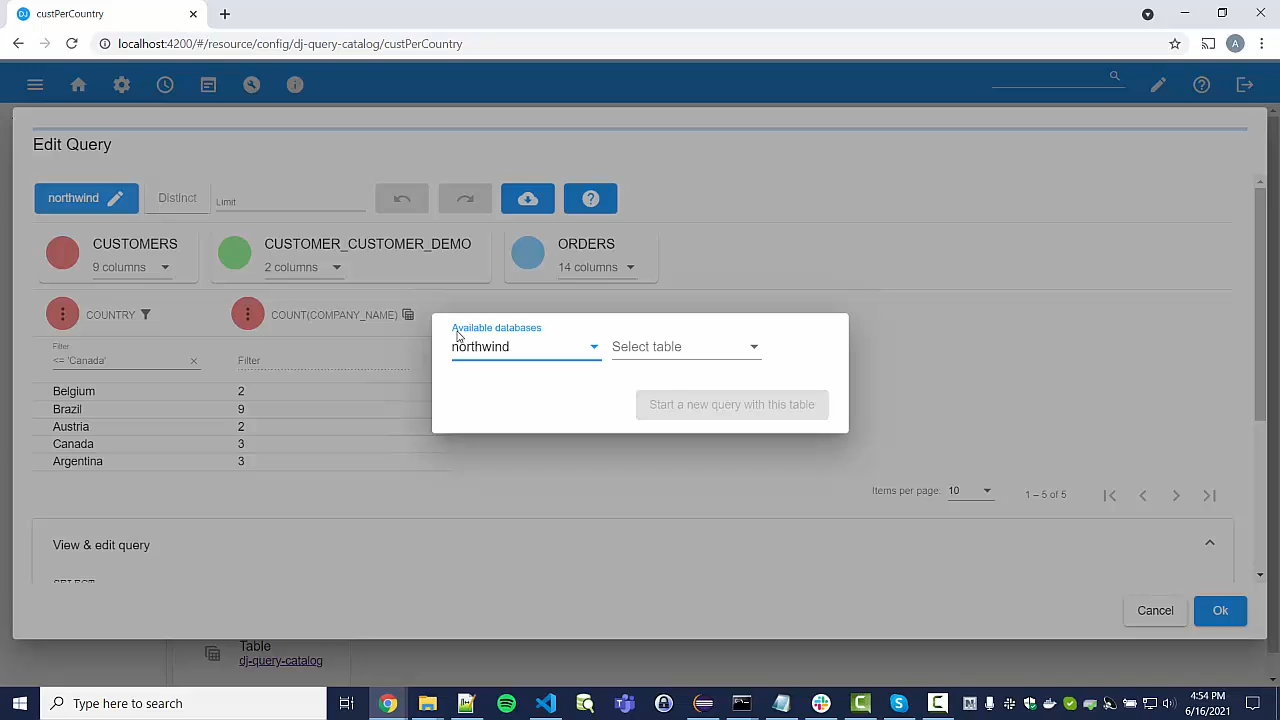 DJ custPerCountry
localhost:4200/#/resource/config/dj-query-catalog/custPerCountry
A
Edit Query
northwind
Distinct
Limit
CUSTOMERS
9 columns
CUSTOMER_CUSTOMER_DEMO
2 columns
ORDERS
14 columns
COUNTRY
COUNT(COMPANY_NAME)
Filter
<= 'Canada'
Filter
Belgium 2
Brazil 9
Austria 2
Canada 3
Argentina 3
Available databases
northwind
Select table
Start a new query with this table
Items per page: 10
1 – 5 of 5
View & edit query
SELECT
Cancel
Ok
Table
dj-query-catalog
Type here to search
4:54 PM
6/16/2021